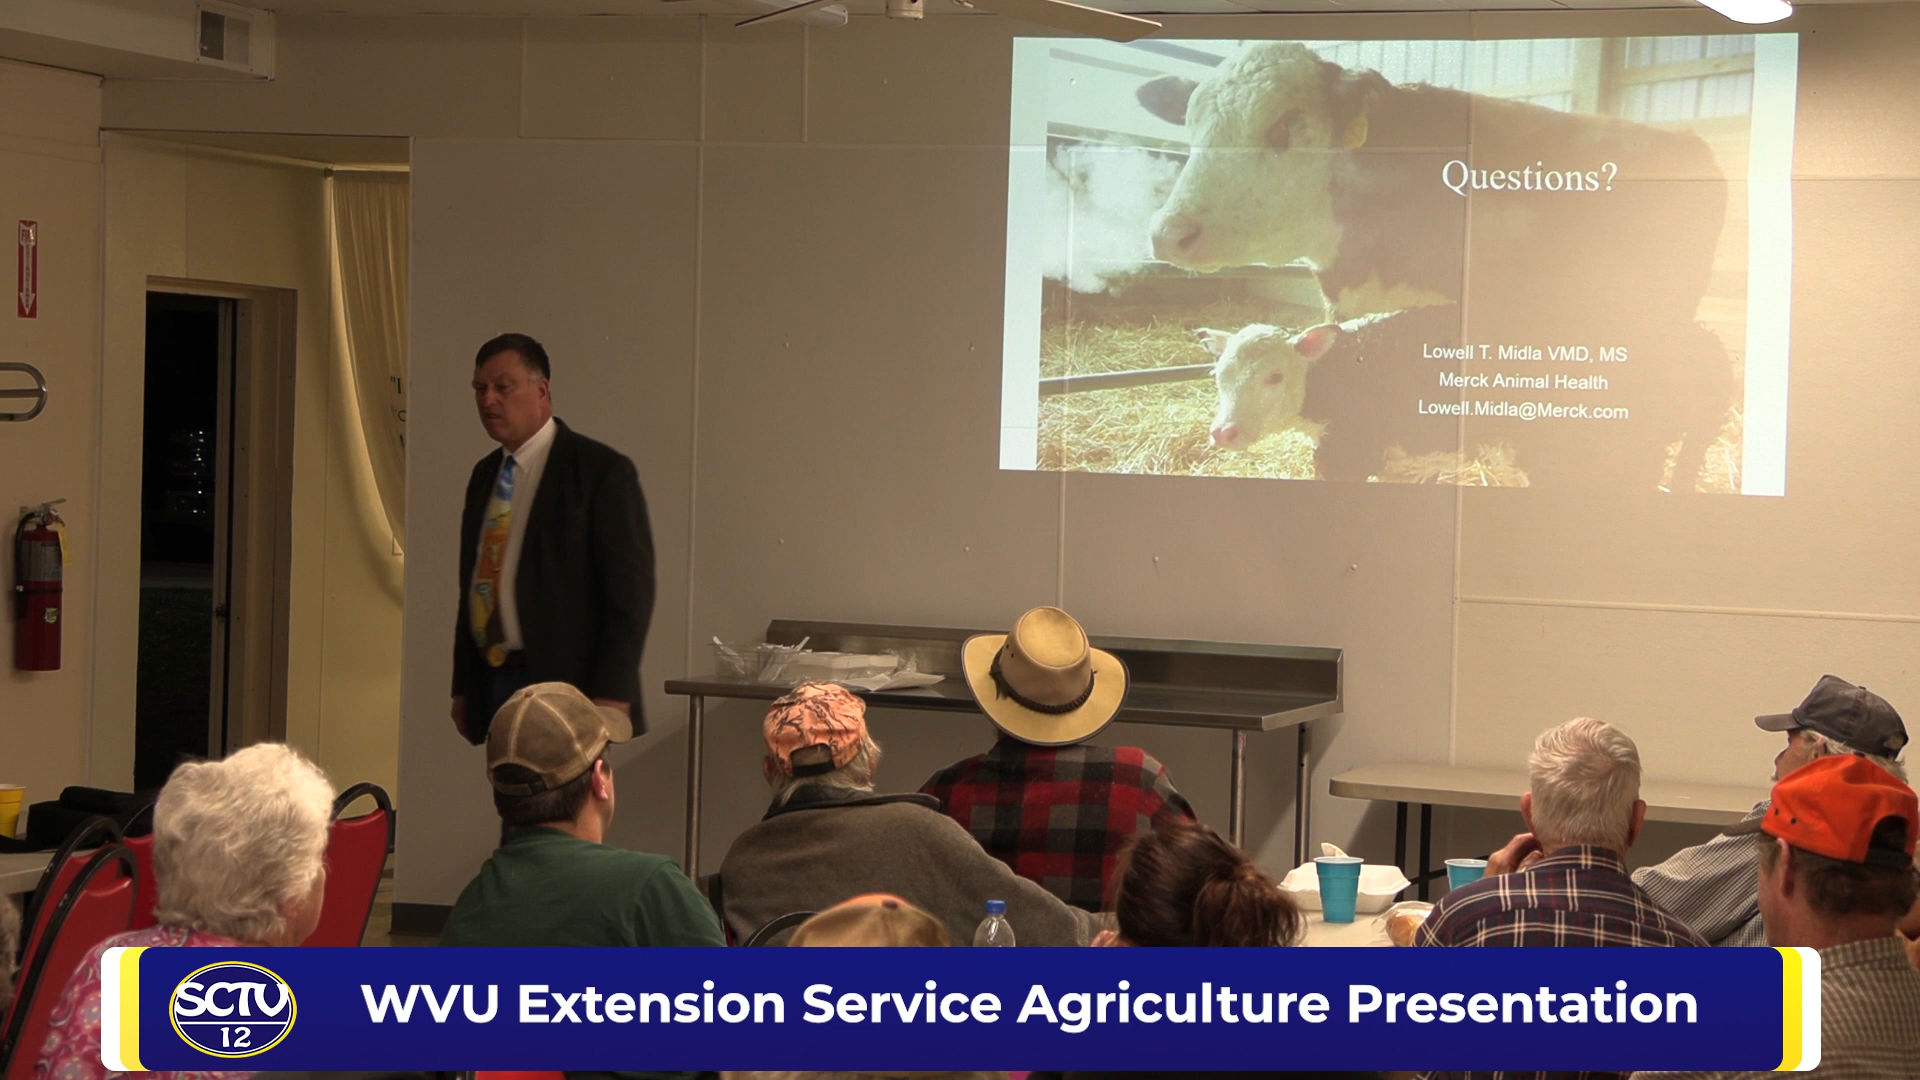 Questions?
Lowell T. Midla VMD, MS
Merck Animal Health
Lowell.Midla@Merck.com
SCTV
12
WVU Extension Service Agriculture Presentation